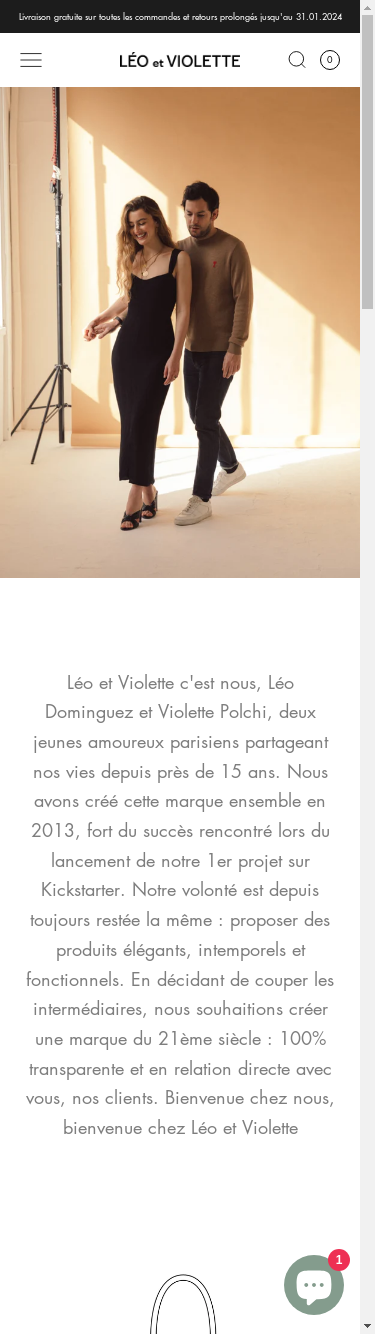 Livraison gratuite sur toutes les commandes et retours prolongés jusqu'au 31.01.2024
LÉO et VIOLETTE
0
Léo et Violette c'est nous, Léo
Dominguez et Violette Polchi, deux
jeunes amoureux parisiens partageant
nos vies depuis près de 15 ans. Nous
avons créé cette marque ensemble en
2013, fort du succès rencontré lors du
lancement de notre 1er projet sur
Kickstarter. Notre volonté est depuis
toujours restée la même : proposer des
produits élégants, intemporels et
fonctionnels. En décidant de couper les
intermédiaires, nous souhaitions créer
une marque du 21ème siècle : 100%
transparente et en relation directe avec
vous, nos clients. Bienvenue chez nous,
bienvenue chez Léo et Violette
1